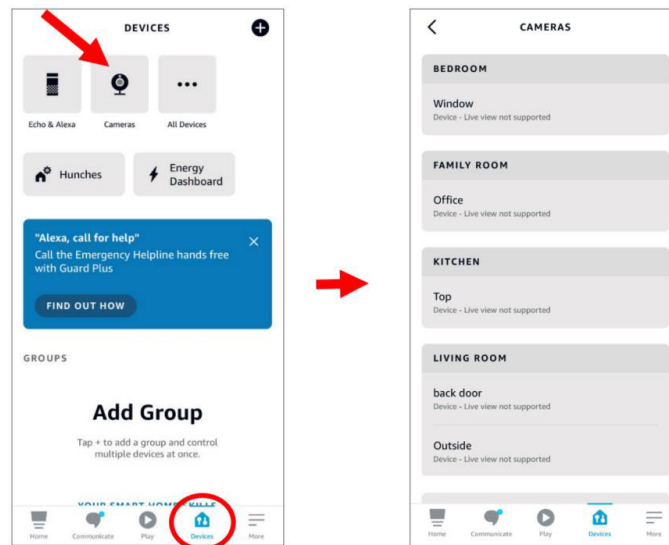 DEVICES
Echo & Alexa
Cameras
All Devices
Hunches
Energy
Dashboard
"Alexa, call for help"
Call the Emergency Helpline hands free
with Guard Plus
FIND OUT HOW
GROUPS
Add Group
Tap + to add a group and control
multiple devices at once.
YOUR SMART HOME SKILLS
Home
Communicate
Play
Devices
More
CAMERAS
BEDROOM
Window
Device - Live view not supported
FAMILY ROOM
Office
Device - Live view not supported
KITCHEN
Top
Device - Live view not supported
LIVING ROOM
back door
Device - Live view not supported
Outside
Device - Live view not supported
Home
Communicate
Play
Devices
More